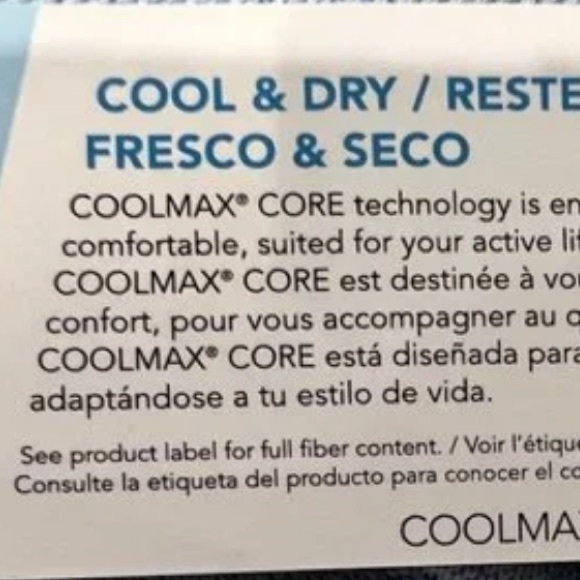 COOL & DRY / RESTE
FRESCO & SECO
COOLMAX® CORE technology is en
comfortable, suited for your active lif
COOLMAX® CORE est destinée à vou
confort, pour vous accompagner au q
COOLMAX® CORE está diseñada para
adaptándose a tu estilo de vida.
See product label for full fiber content. / Voir l'étique
Consulte la etiqueta del producto para conocer el co
COOLMAX